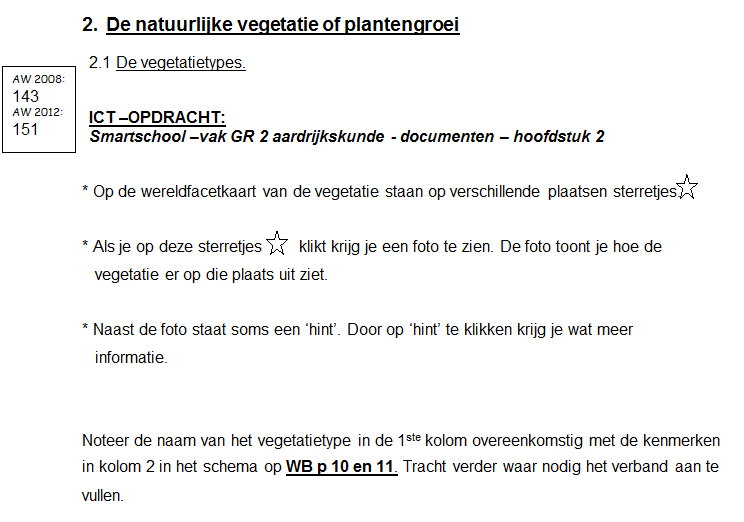 2. De natuurlijke vegetatie of plantengroei
2.1 De vegetatietypes.
AW 2008:
143
AW 2012:
151
ICT –OPDRACHT:
Smartschool –vak GR 2 aardrijkskunde - documenten – hoofdstuk 2
* Op de wereldfacetkaart van de vegetatie staan op verschillende plaatsen sterretjes
* Als je op deze sterretjes klikt krijg je een foto te zien. De foto toont je hoe de
vegetatie er op die plaats uit ziet.
* Naast de foto staat soms een ‘hint’. Door op ‘hint’ te klikken krijg je wat meer
informatie.
Noteer de naam van het vegetatietype in de 1ste kolom overeenkomstig met de kenmerken
in kolom 2 in het schema op WB p 10 en 11. Tracht verder waar nodig het verband aan te
vullen.